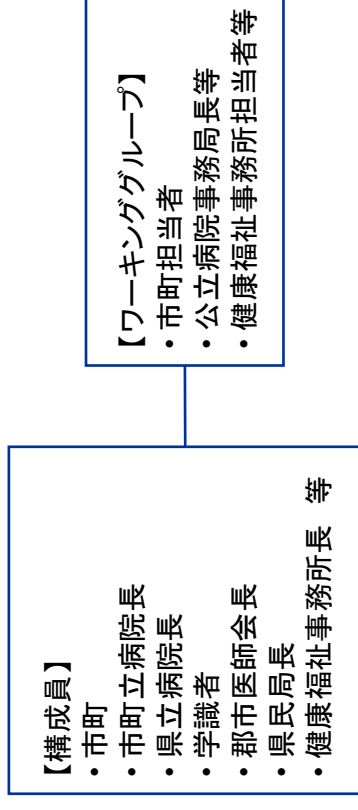 【構成員】
・市町
・市町立病院長
・県立病院長
・学識者
・郡市医師会長
・県民局長
・健康福祉事務所長 等
【ワーキンググループ】
・市町担当者
・公立病院事務局長等
・健康福祉事務所担当者等